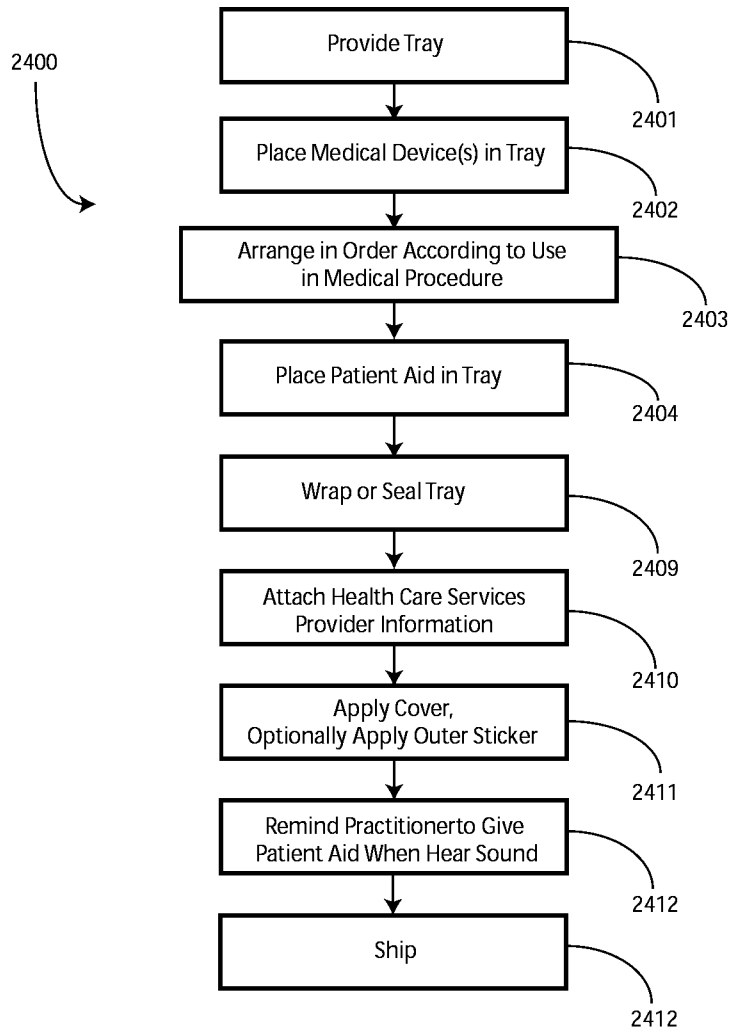 2400
Provide Tray
2401
Place Medical Device(s) in Tray
2402
Arrange in Order According to Use
in Medical Procedure
2403
Place Patient Aid in Tray
2404
Wrap or Seal Tray
2409
Attach Health Care Services
Provider Information
2410
Apply Cover,
Optionally Apply Outer Sticker
2411
Remind Practitionerto Give
Patient Aid When Hear Sound
2412
Ship
2412